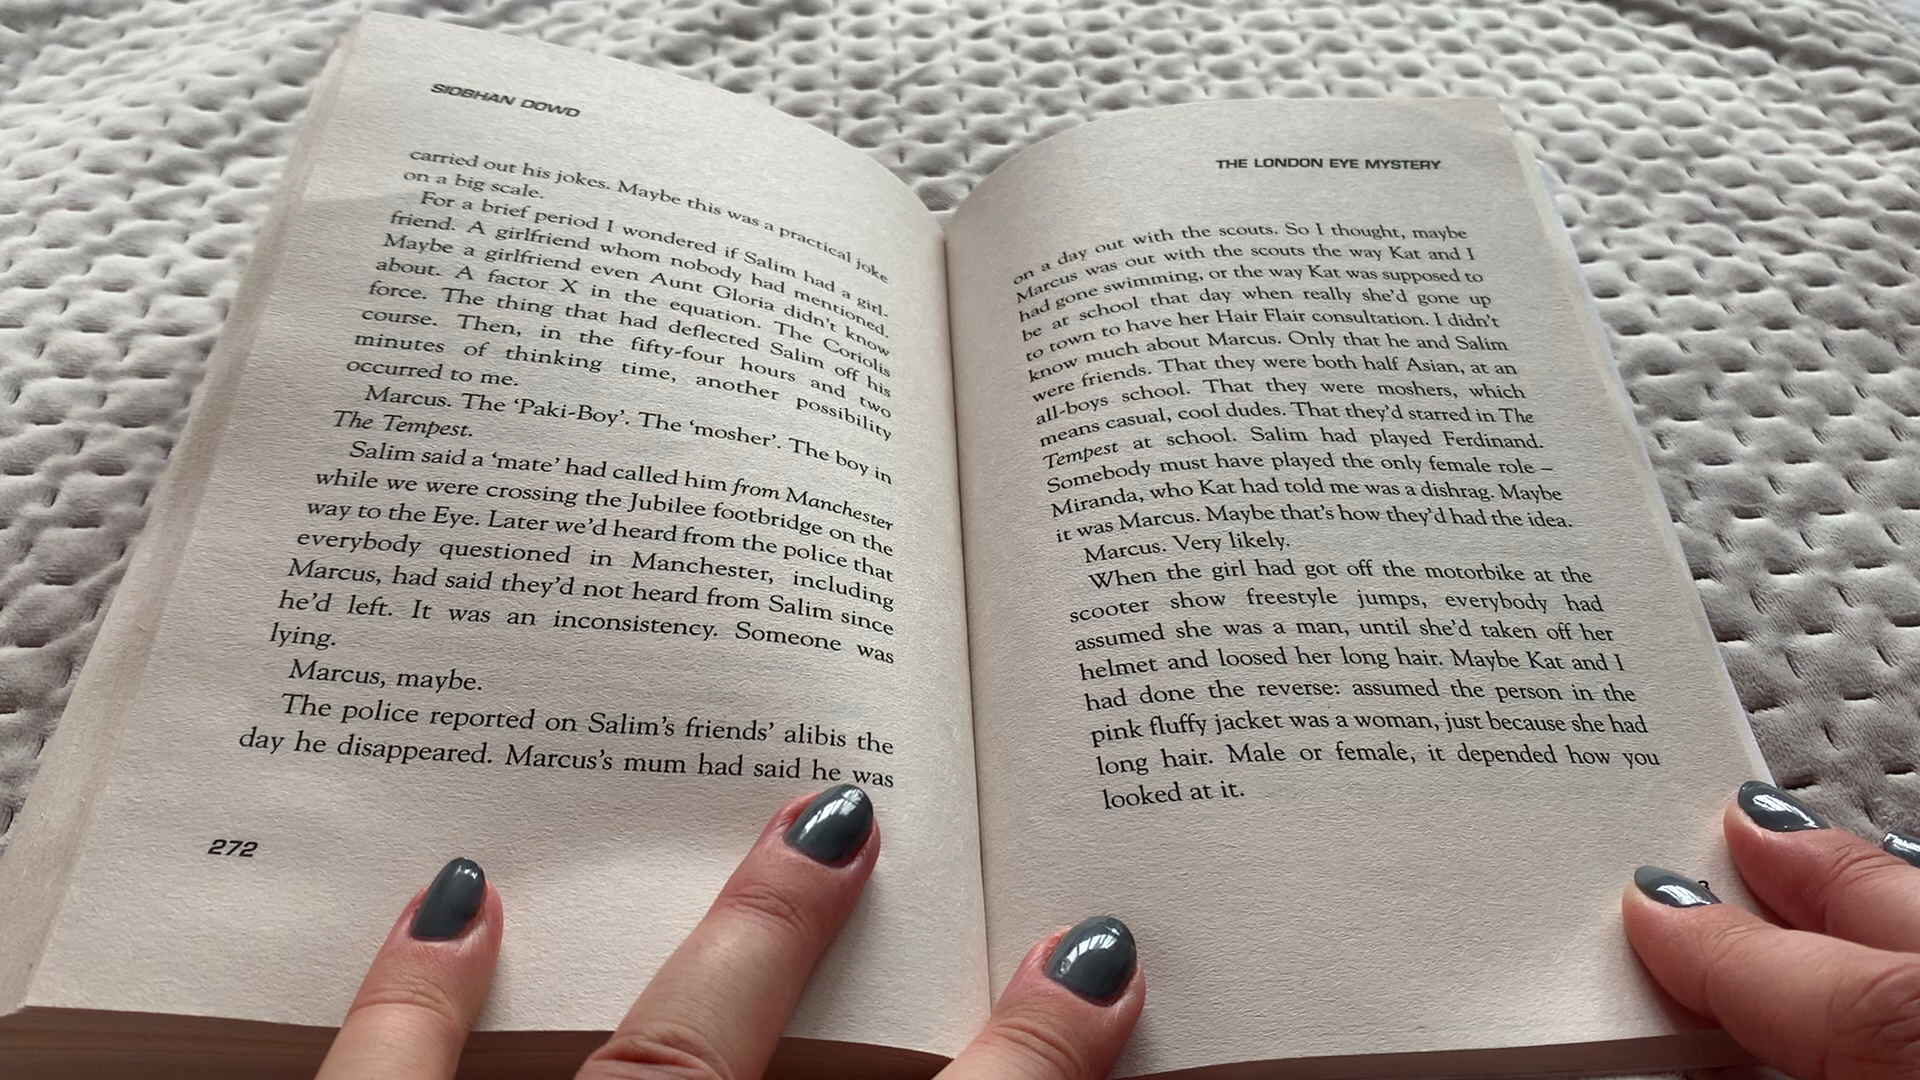 SIOBHAN DOWD
carried out his jokes. Maybe this was a practical joke
on a big scale.
For a brief period I wondered if Salim had a girl-
friend. A girlfriend whom nobody had mentioned.
Maybe a girlfriend even Aunt Gloria didn't know
about. A factor X in the equation. The Coriolis
force. The thing that had deflected Salim off his
course. Then, in the fifty-four hours and two
minutes of thinking time, another possibility
occurred to me.
Marcus. The 'Paki-Boy'. The 'mosher'. The boy in
The Tempest.
Salim said a 'mate' had called him from Manchester
while we were crossing the Jubilee footbridge on the
way to the Eye. Later we'd heard from the police that
everybody questioned in Manchester, including
Marcus, had said they'd not heard from Salim since
he'd left. It was an inconsistency. Someone was
lying.
Marcus, maybe.
The police reported on Salim's friends' alibis the
day he disappeared. Marcus's mum had said he was
272
THE LONDON EYE MYSTERY
on a day out with the scouts. So I thought, maybe
Marcus was out with the scouts the way Kat and I
had gone swimming, or the way Kat was supposed to
be at school that day when really she'd gone up
to town to have her Hair Flair consultation. I didn't
know much about Marcus. Only that he and Salim
were friends. That they were both half Asian, at an
all-boys school. That they were moshers, which
means casual, cool dudes. That they'd starred in The
Tempest at school. Salim had played Ferdinand.
Somebody must have played the only female role –
Miranda, who Kat had told me was a dishrag. Maybe
it was Marcus. Maybe that's how they'd had the idea.
Marcus. Very likely.
When the girl had got off the motorbike at the
scooter show freestyle jumps, everybody had
assumed she was a man, until she'd taken off her
helmet and loosed her long hair. Maybe Kat and I
had done the reverse: assumed the person in the
pink fluffy jacket was a woman, just because she had
long hair. Male or female, it depended how you
looked at it.